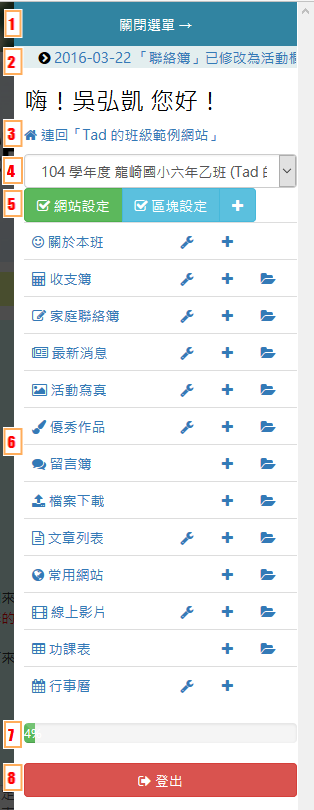 1 關閉選單 →
2 2016-03-22 「聯絡簿」已修改為活動
嗨！吳弘凱 您好！
3 連回「Tad 的班級範例網站」
4 104 學年度 龍崎國小六年乙班 (Tad
5 網站設定 區塊設定
關於本班
收支簿
家庭聯絡簿
最新消息
活動寫真
6 優秀作品
留言簿
檔案下載
文章列表
常用網站
來
線上影片
的
功課表
來
行事曆
7 4%
8 登出